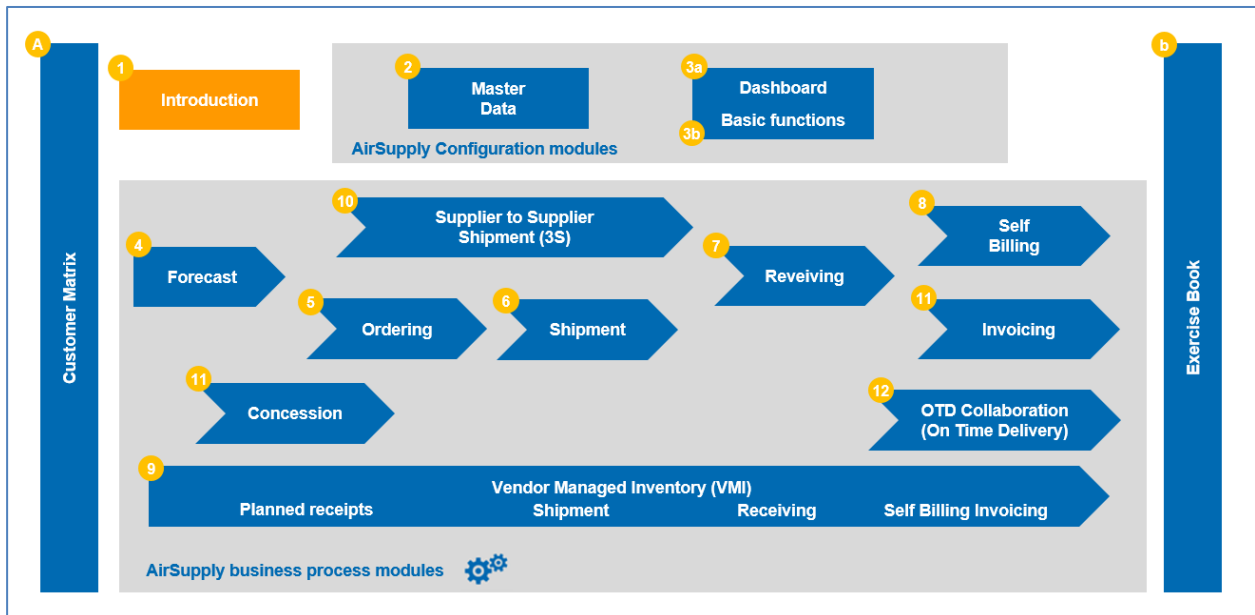 A
Customer Matrix
1
Introduction
2
Master
Data
3a
Dashboard
Basic functions
3b
AirSupply Configuration modules
10
Supplier to Supplier
Shipment (3S)
8
Self
Billing
4
Forecast
7
Reveiving
5
Ordering
6
Shipment
11
Invoicing
11
Concession
12
OTD Collaboration
(On Time Delivery)
9
Vendor Managed Inventory (VMI)
Planned receipts Shipment Receiving Self Billing Invoicing
AirSupply business process modules
b
Exercise Book